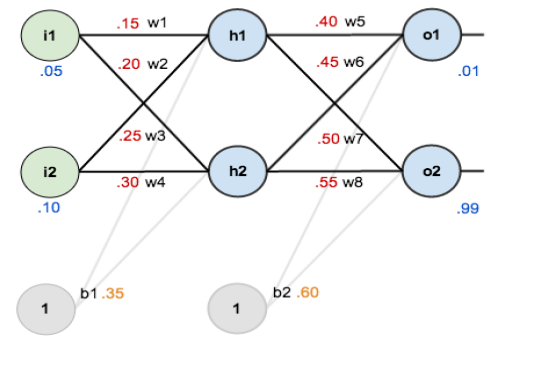 .15 w1
.40 w5
i1
h1
o1
.05
.20 w2
.45 w6
.01
.25 w3
.50 w7
i2
.30 w4
h2
.55 w8
o2
.10
.99
b1 .35
b2 .60
1
1